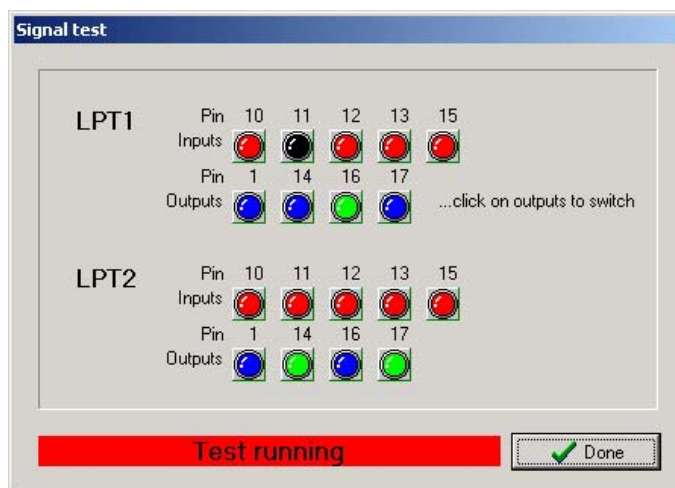 Signal test
LPT1
Pin 10 11 12 13 15
Inputs
Pin 1 14 16 17
Outputs ...click on outputs to switch
LPT2
Pin 10 11 12 13 15
Inputs
Pin 1 14 16 17
Outputs
Test running
Done